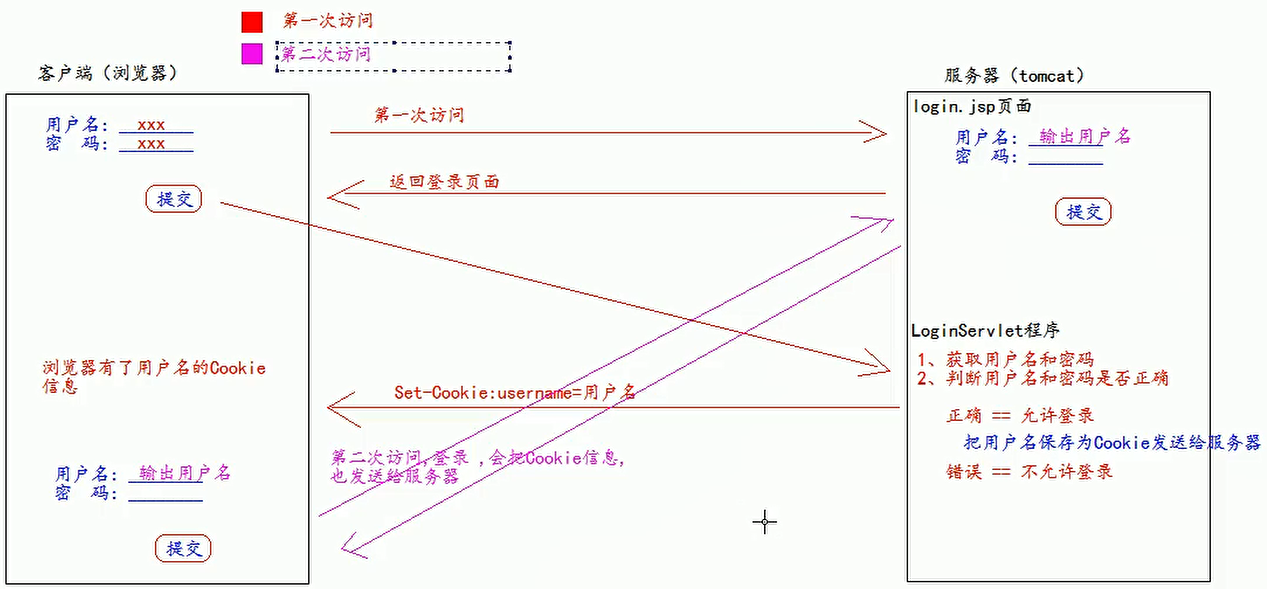 第一次访问
第二次访问
客户端（浏览器）
用户名： xxx
密　码： xxx
提交
浏览器有了用户名的Cookie
信息
用户名： 输出用户名
密　码：
提交
第一次访问
返回登录页面
Set-Cookie:username=用户名
第二次访问,登录 ,会把Cookie信息,
也发送给服务器
服务器（tomcat）
login.jsp页面
用户名： 输出用户名
密　码：
提交
LoginServlet程序
1、获取用户名和密码
2、判断用户名和密码是否正确
正确 == 允许登录
把用户名保存为Cookie发送给服务器
错误 == 不允许登录